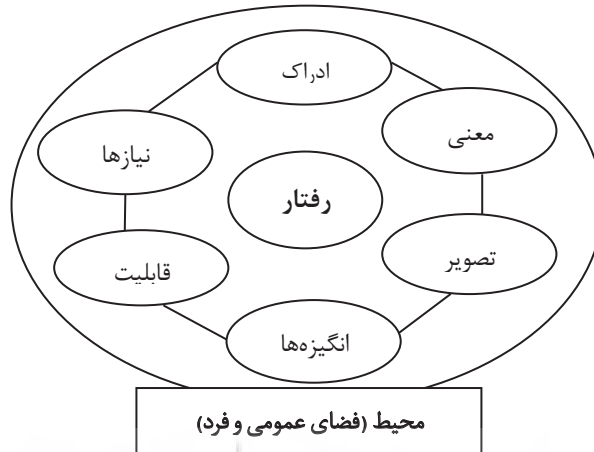 ادراک
معنی
نیازها
رفتار
تصویر
قابلیت
انگیزه‌ها
محیط (فضای عمومی و فرد)